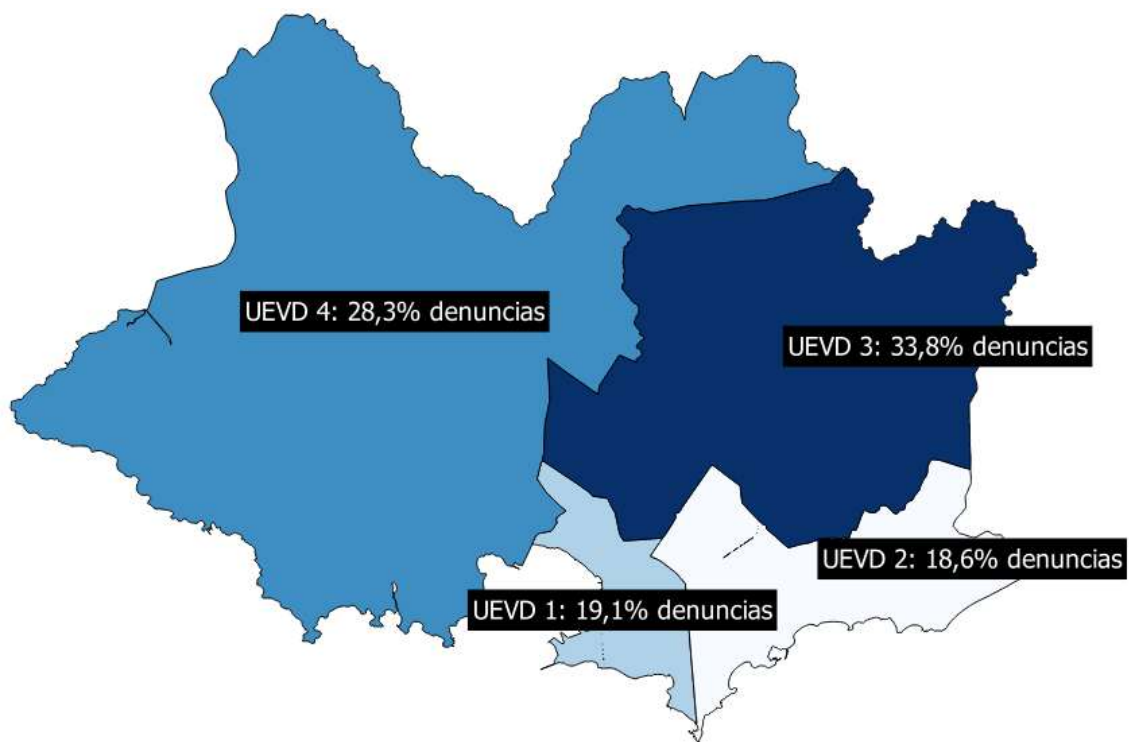 UEVD 4: 28,3% denuncias
UEVD 3: 33,8% denuncias
UEVD 2: 18,6% denuncias
UEVD 1: 19,1% denuncias